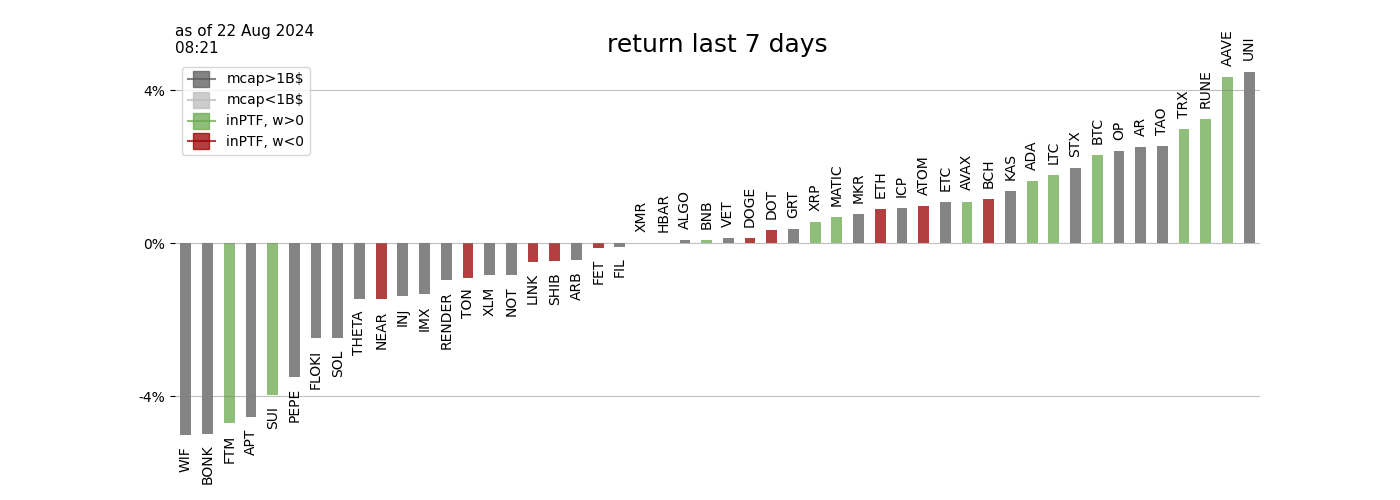 as of 22 Aug 2024
08:21
return last 7 days
mcap>1B$
mcap<1B$
inPTF, w>0
inPTF, w<0
4%
0%
-4%
WIF
BONK
FTM
APT
SUI
PEPE
FLOKI
SOL
THETA
NEAR
INJ
IMX
RENDER
TON
XLM
NOT
LINK
SHIB
ARB
FET
FIL
XMR
HBAR
ALGO
BNB
VET
DOGE
DOT
GRT
XRP
MATIC
MKR
ETH
ICP
ATOM
ETC
AVAX
BCH
KAS
ADA
LTC
STX
BTC
OP
AR
TAO
TRX
RUNE
AAVE
UNI